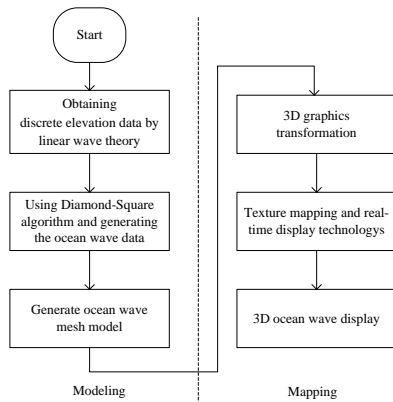 Start
Obtaining
discrete elevation data by
linear wave theory
Using Diamond-Square
algorithm and generating
the ocean wave data
Generate ocean wave
mesh model
Modeling
3D graphics
transformation
Texture mapping and real-
time display technologys
3D ocean wave display
Mapping